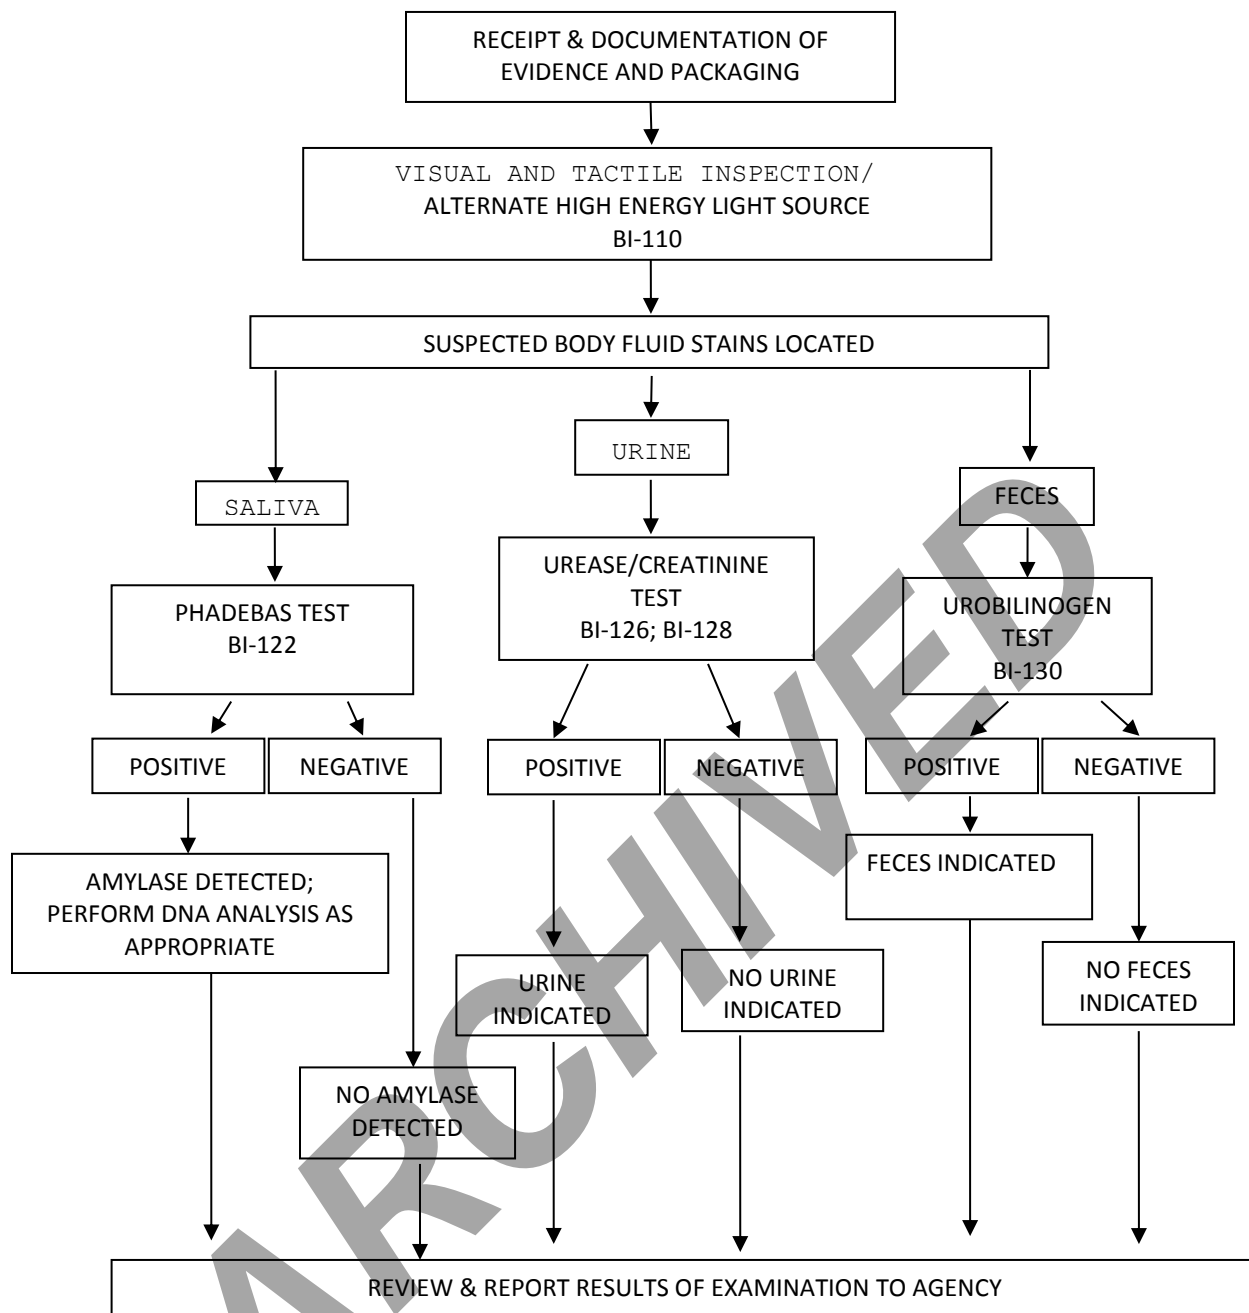 RECEIPT & DOCUMENTATION OF
EVIDENCE AND PACKAGING
VISUAL AND TACTILE INSPECTION/
ALTERNATE HIGH ENERGY LIGHT SOURCE
BI-110
SUSPECTED BODY FLUID STAINS LOCATED
SALIVA
URINE
FECES
PHADEBAS TEST
BI-122
UREASE/CREATININE
TEST
BI-126; BI-128
UROBILINOGEN
TEST
BI-130
POSITIVE
NEGATIVE
POSITIVE
NEGATIVE
POSITIVE
NEGATIVE
AMYLASE DETECTED;
PERFORM DNA ANALYSIS AS
APPROPRIATE
NO AMYLASE
DETECTED
URINE
INDICATED
NO URINE
INDICATED
FECES INDICATED
NO FECES
INDICATED
REVIEW & REPORT RESULTS OF EXAMINATION TO AGENCY
ARCHIVED